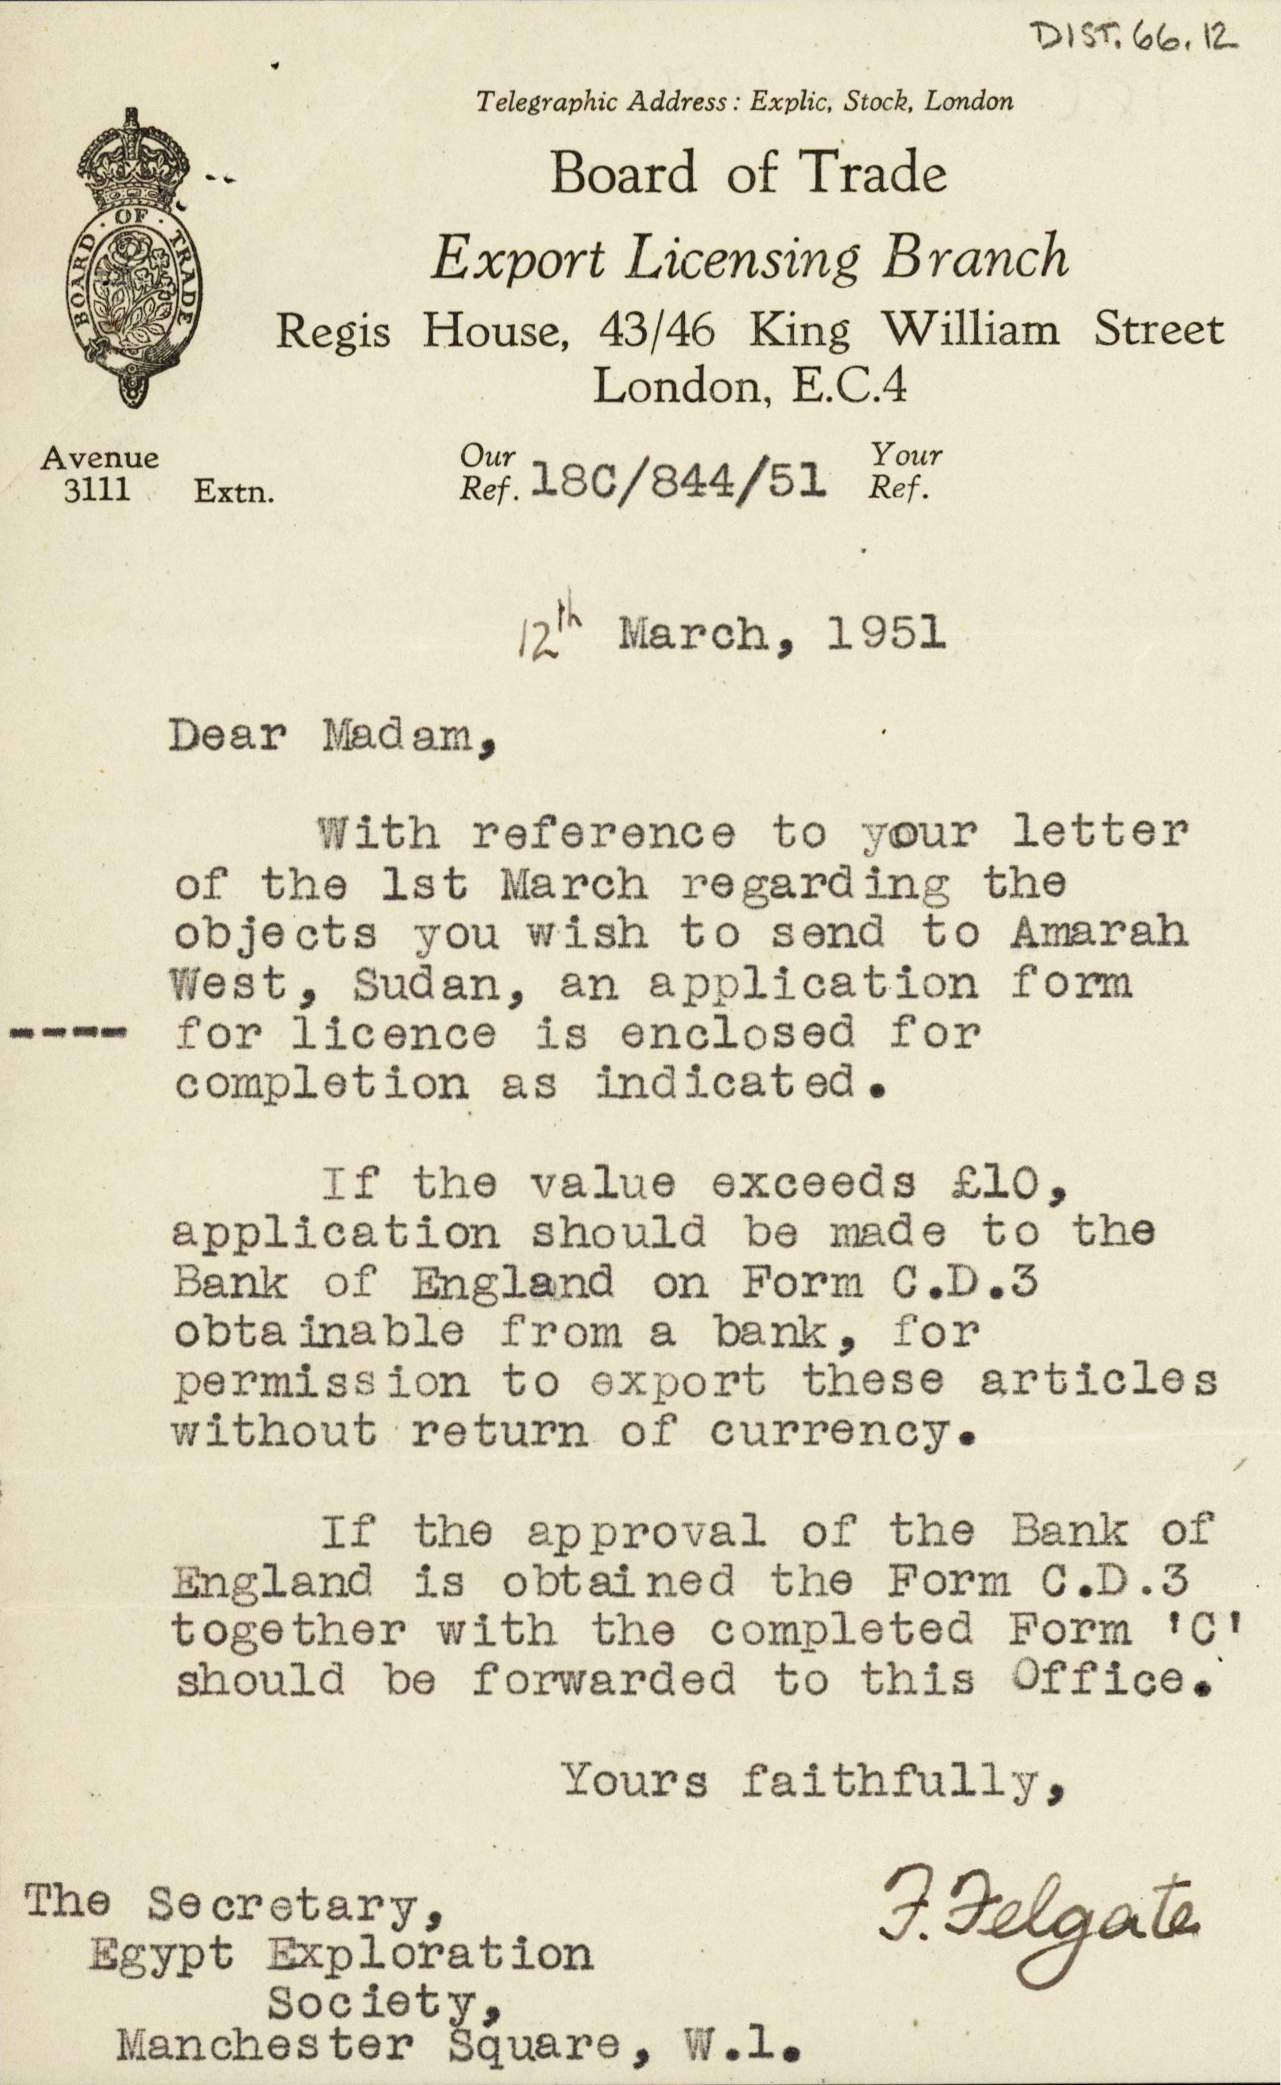 DIST. 66.12
Telegraphic Address: Explic, Stock, London
Board of Trade
Export Licensing Branch
Regis House, 43/46 King William Street
London, E.C.4
BOARD · OF · TRADE
Avenue
3111 Extn.
Our
Ref. 18C/844/51
Your
Ref.
12th March, 1951
Dear Madam,
With reference to your letter
of the 1st March regarding the
objects you wish to send to Amarah
West, Sudan, an application form
---- for licence is enclosed for
completion as indicated.
If the value exceeds £10,
application should be made to the
Bank of England on Form C.D.3
obtainable from a bank, for
permission to export these articles
without return of currency.
If the approval of the Bank of
England is obtained the Form C.D.3
together with the completed Form 'C'
should be forwarded to this Office.
Yours faithfully,
F. Felgate
The Secretary,
Egypt Exploration
Society,
Manchester Square, W.1.